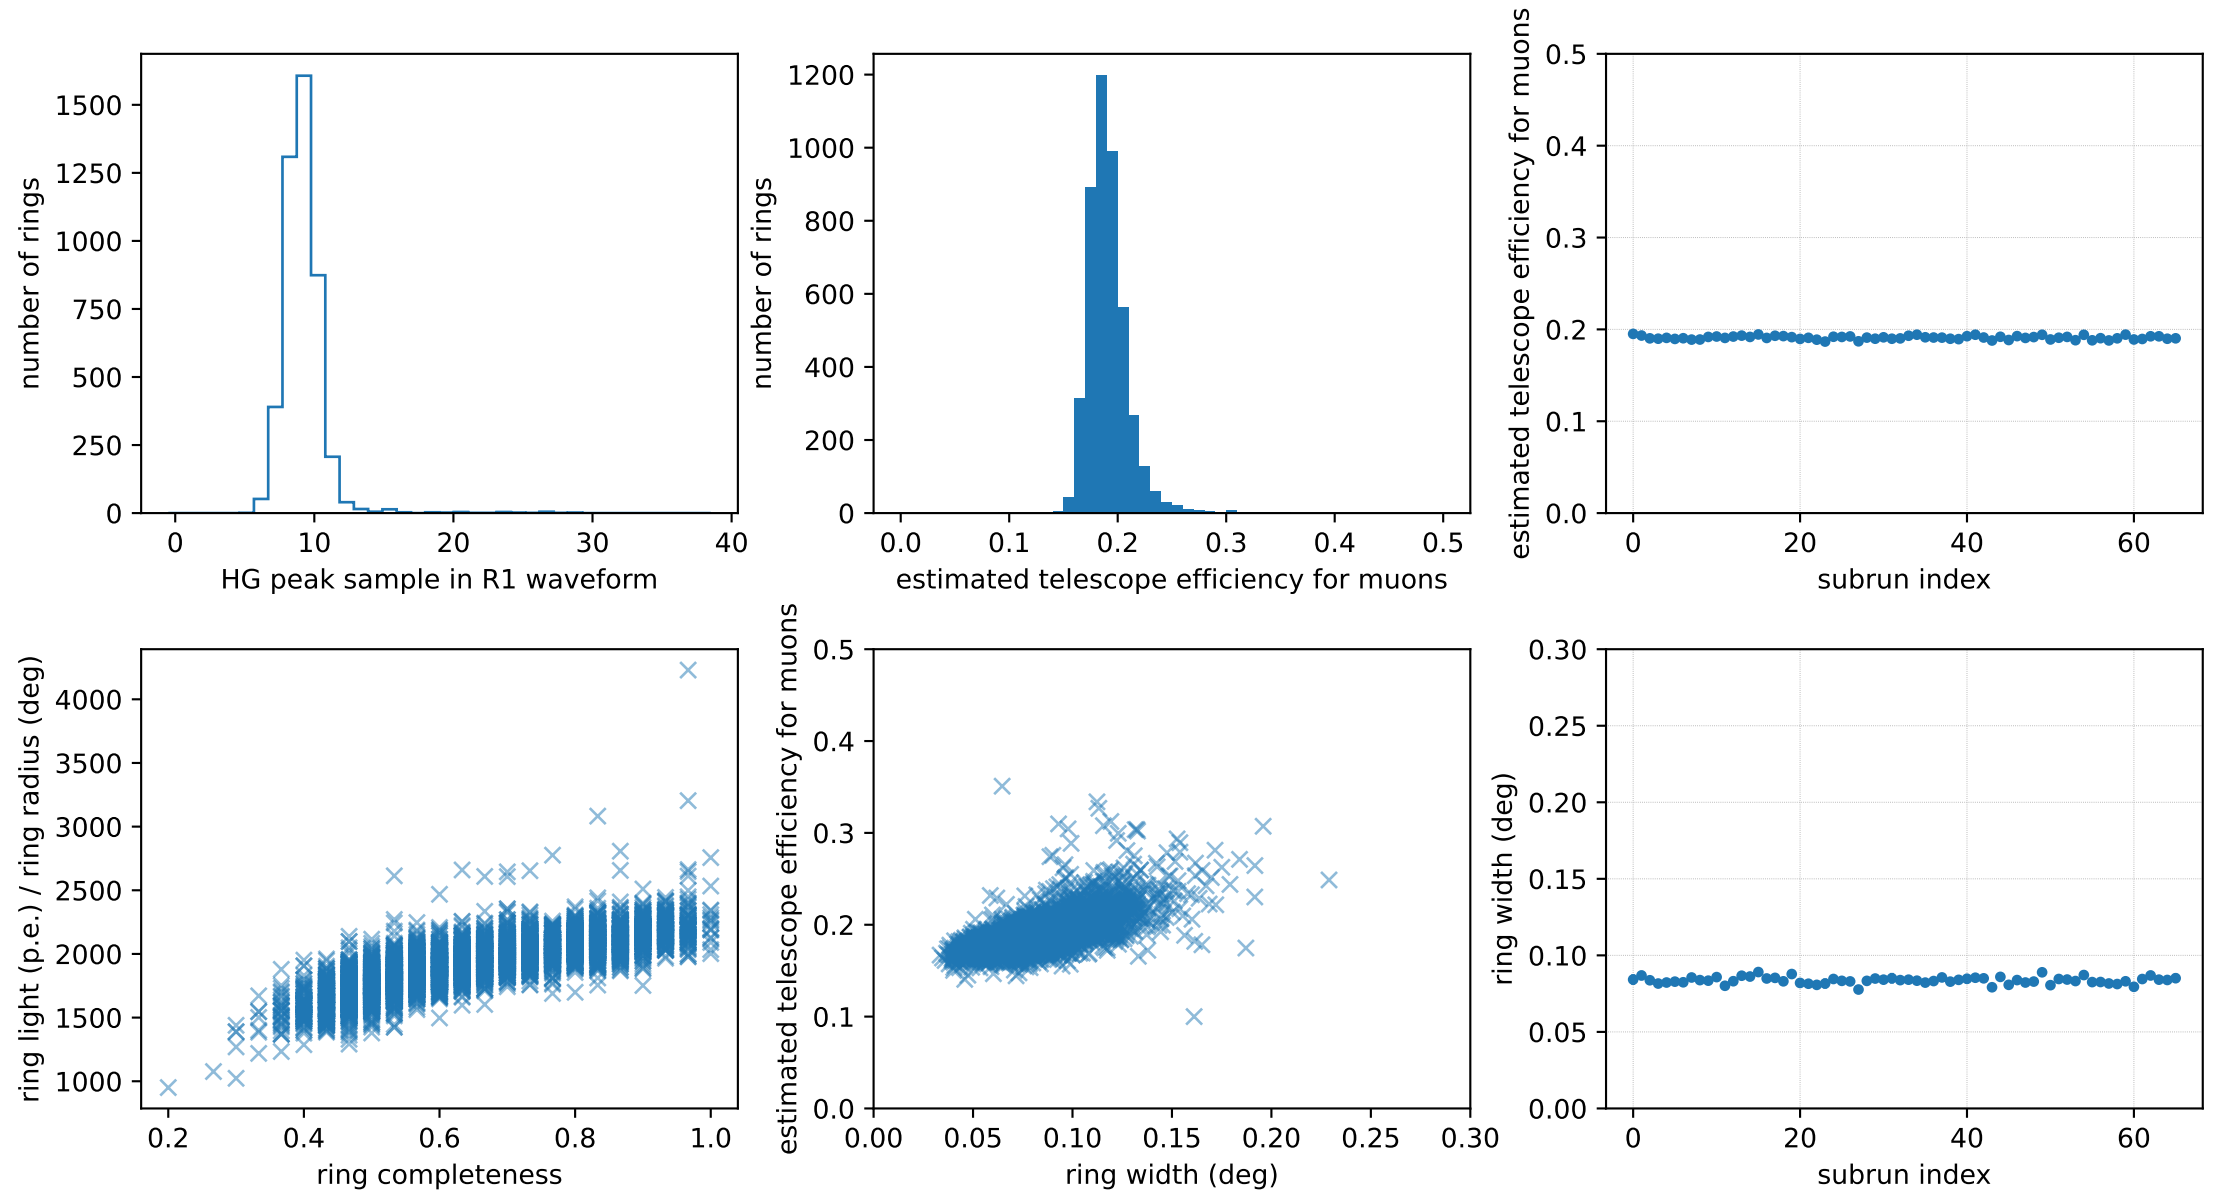 number of rings
1500
1250
1000
750
500
250
0
0 10 20 30 40
HG peak sample in R1 waveform
number of rings
1200
1000
800
600
400
200
0
0.0 0.1 0.2 0.3 0.4 0.5
estimated telescope efficiency for muons
estimated telescope efficiency for muons
0.5
0.4
0.3
0.2
0.1
0.0
0 20 40 60
subrun index
ring light (p.e.) / ring radius (deg)
4000
3500
3000
2500
2000
1500
1000
0.2 0.4 0.6 0.8 1.0
ring completeness
estimated telescope efficiency for muons
0.5
0.4
0.3
0.2
0.1
0.0
0.00 0.05 0.10 0.15 0.20 0.25 0.30
ring width (deg)
ring width (deg)
0.30
0.25
0.20
0.15
0.10
0.05
0.00
0 20 40 60
subrun index